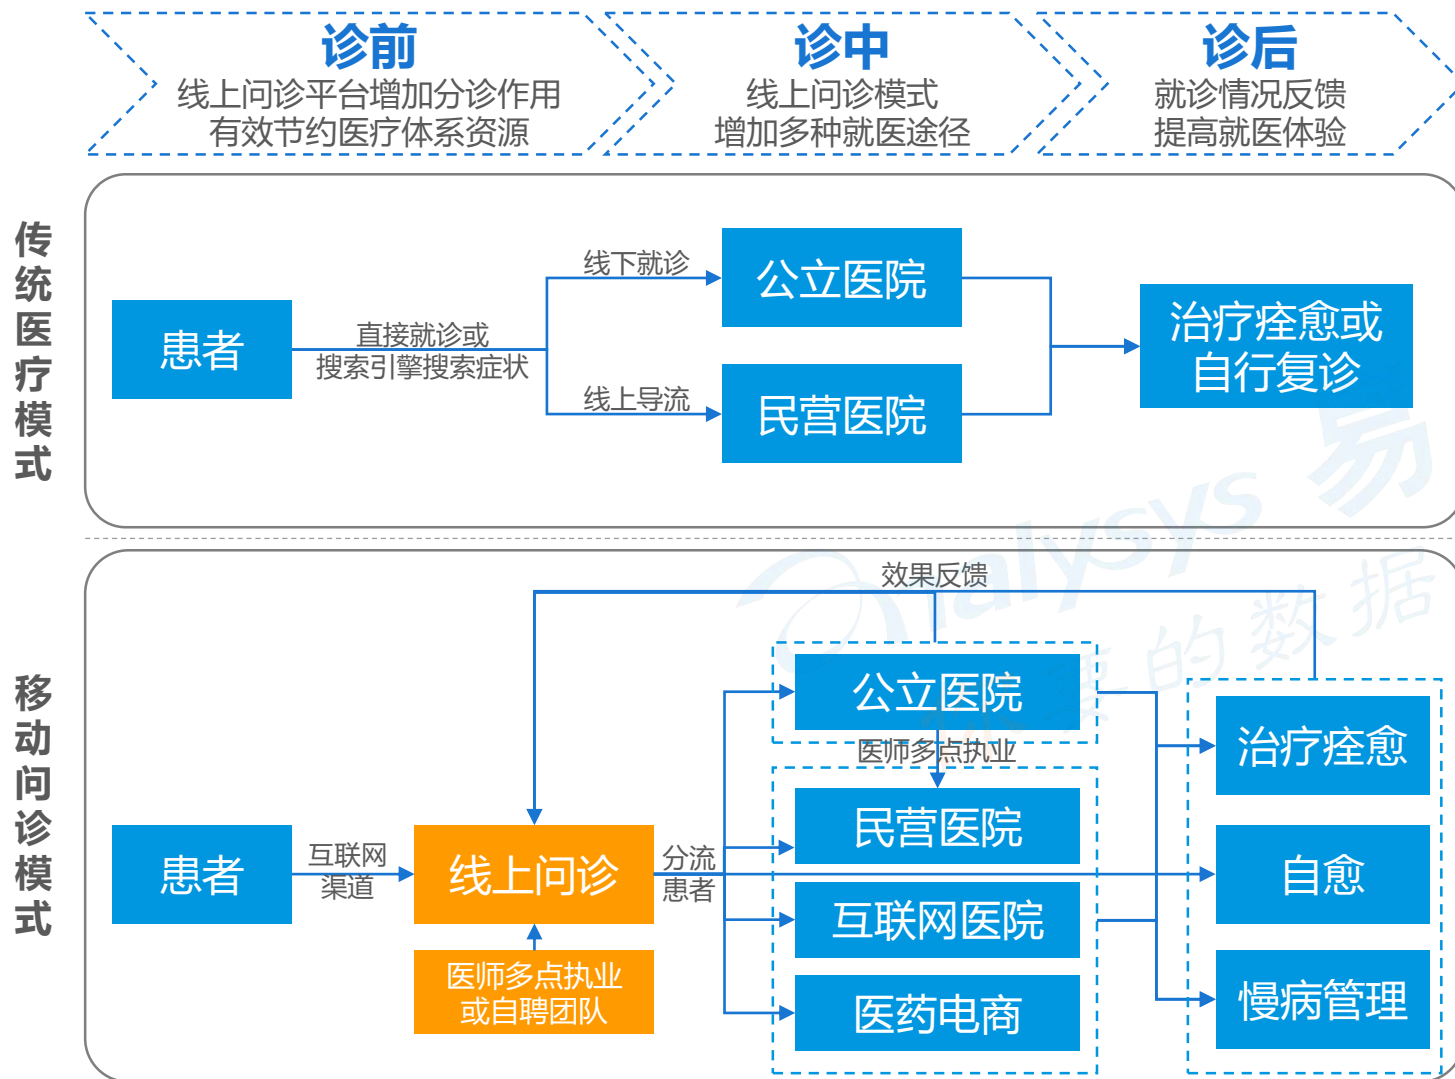 诊前
线上问诊平台增加分诊作用
有效节约医疗体系资源
诊中
线上问诊模式
增加多种就医途径
诊后
就诊情况反馈
提高就医体验
传统医疗模式
患者
直接就诊或
搜索引擎搜索症状
线下就诊
线上导流
公立医院
民营医院
治疗痊愈或
自行复诊
易
nalysys
要的数据
移动问诊模式
效果反馈
公立医院
医师多点执业
民营医院
互联网医院
医药电商
患者
互联网
渠道
线上问诊
分流
患者
医师多点执业
或自聘团队
治疗痊愈
自愈
慢病管理